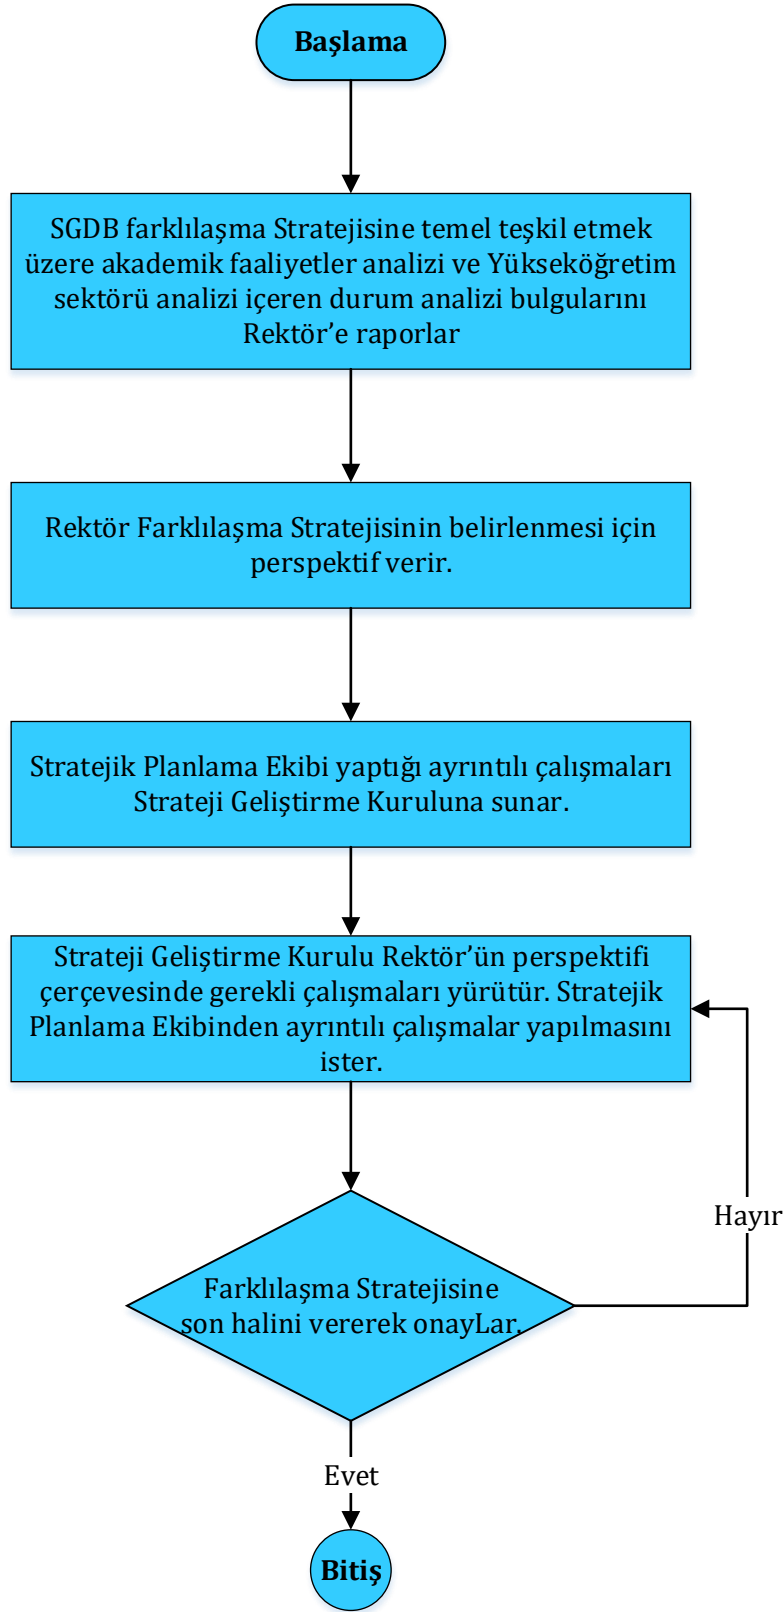 Başlama
SGDB farklılaşma Stratejisine temel teşkil etmek
üzere akademik faaliyetler analizi ve Yükseköğretim
sektörü analizi içeren durum analizi bulgularını
Rektör’e raporlar
Rektör Farklılaşma Stratejisinin belirlenmesi için
perspektif verir.
Stratejik Planlama Ekibi yaptığı ayrıntılı çalışmaları
Strateji Geliştirme Kuruluna sunar.
Strateji Geliştirme Kurulu Rektör’ün perspektifi
çerçevesinde gerekli çalışmaları yürütür. Stratejik
Planlama Ekibinden ayrıntılı çalışmalar yapılmasını
ister.
Hayır
Farklılaşma Stratejisine
son halini vererek onayLar.
Evet
Bitiş